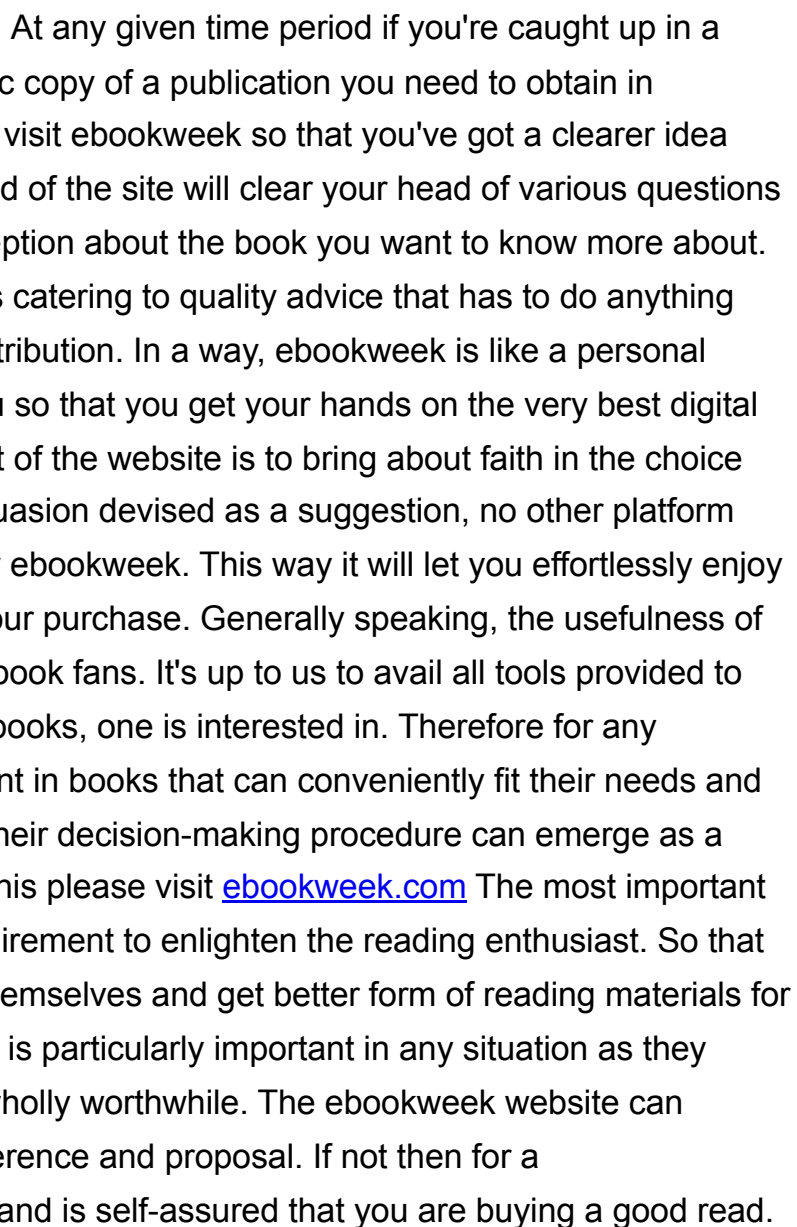 At any given time period if you're caught up in a
c copy of a publication you need to obtain in
visit ebookweek so that you've got a clearer idea
d of the site will clear your head of various questions
ption about the book you want to know more about.
s catering to quality advice that has to do anything
tribution. In a way, ebookweek is like a personal
u so that you get your hands on the very best digital
t of the website is to bring about faith in the choice
uasion devised as a suggestion, no other platform
y ebookweek. This way it will let you effortlessly enjoy
our purchase. Generally speaking, the usefulness of
book fans. It's up to us to avail all tools provided to
books, one is interested in. Therefore for any
nt in books that can conveniently fit their needs and
heir decision-making procedure can emerge as a
his please visit ebookweek.com The most important
irement to enlighten the reading enthusiast. So that
hemselves and get better form of reading materials for
is particularly important in any situation as they
wholly worthwhile. The ebookweek website can
erence and proposal. If not then for a
and is self-assured that you are buying a good read.